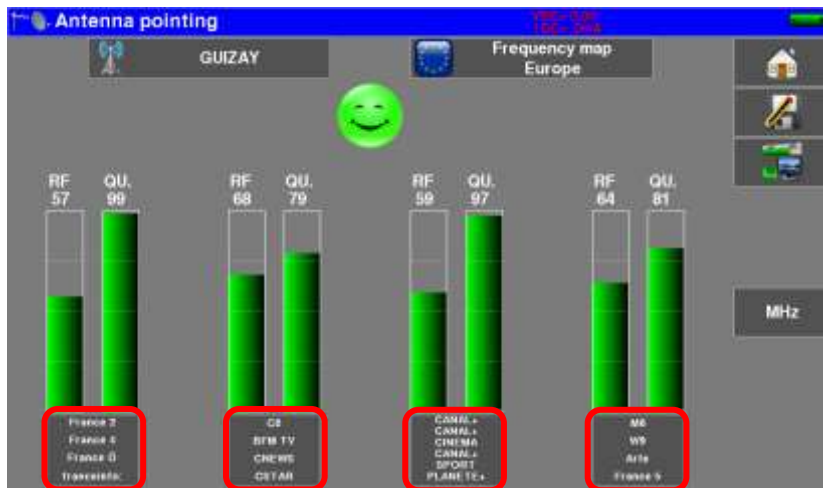 Antenna pointing
GUIZAY
Frequency map
Europe
RF QU. RF QU. RF QU. RF QU.
57 99 68 79 59 97 64 81
MHz
France 2
France 4
France Ô
franceinfo:
C8
BFM TV
CNEWS
CSTAR
CANAL+
CANAL+
CINEMA
CANAL+
SPORT
PLANETE+
M6
W9
Arte
France 5